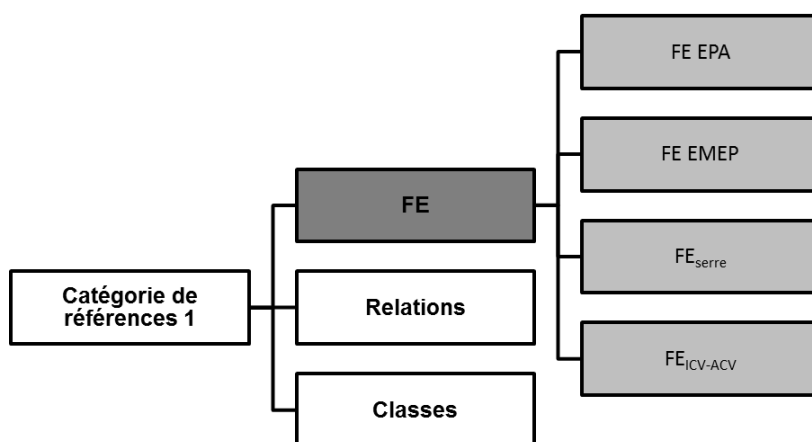 Catégorie de
références 1
FE
Relations
Classes
FE EPA
FE EMEP
FEserre
FEICV-ACV